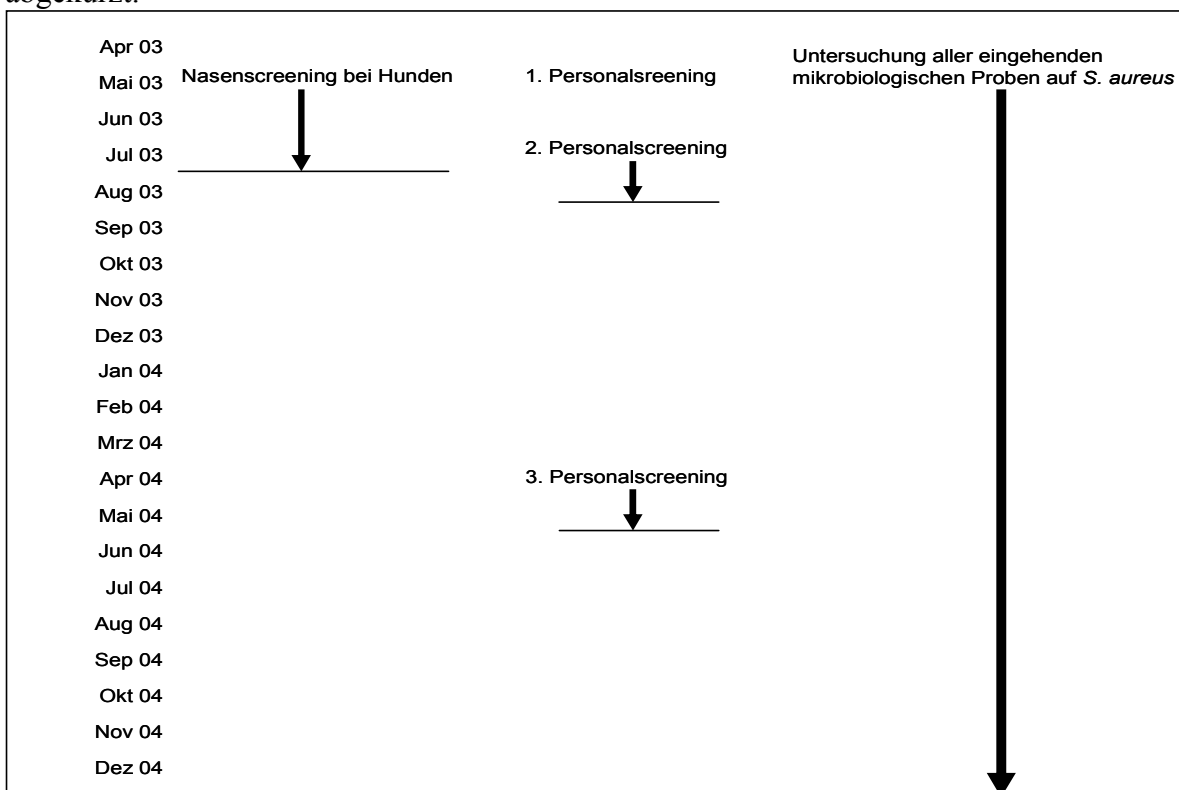 abgekürzt.
Apr 03
Mai 03
Jun 03
Jul 03
Aug 03
Sep 03
Okt 03
Nov 03
Dez 03
Jan 04
Feb 04
Mrz 04
Apr 04
Mai 04
Jun 04
Jul 04
Aug 04
Sep 04
Okt 04
Nov 04
Dez 04
Nasenscreening bei Hunden
1. Personalsreening
2. Personalscreening
3. Personalscreening
Untersuchung aller eingehenden
mikrobiologischen Proben auf S. aureus